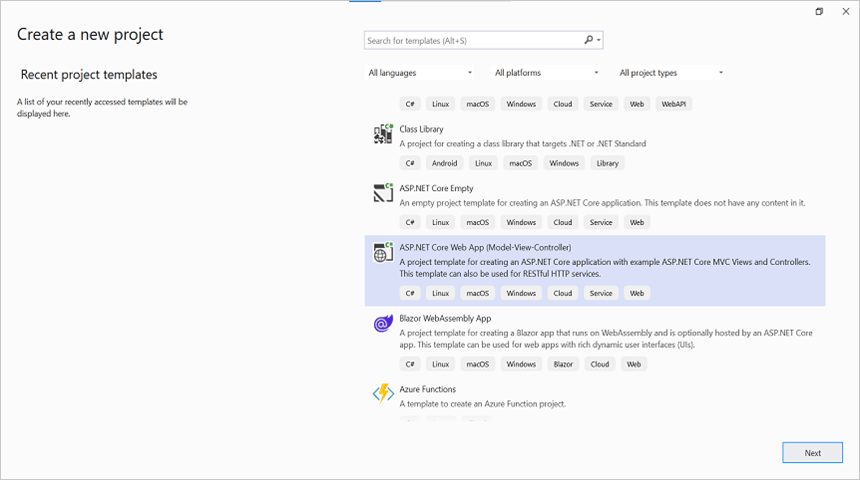 Create a new project
Search for templates (Alt+S)
Recent project templates
A list of your recently accessed templates will be
displayed here.
All languages
All platforms
All project types
C# Linux macOS Windows Cloud Service Web WebAPI
Class Library
A project for creating a class library that targets .NET or .NET Standard
C# Android Linux macOS Windows Library
ASP.NET Core Empty
An empty project template for creating an ASP.NET Core application. This template does not have any content in it.
C# Linux macOS Windows Cloud Service Web
ASP.NET Core Web App (Model-View-Controller)
A project template for creating an ASP.NET Core application with example ASP.NET Core MVC Views and Controllers.
This template can also be used for RESTful HTTP services.
C# Linux macOS Windows Cloud Service Web
Blazor WebAssembly App
A project template for creating a Blazor app that runs on WebAssembly and is optionally hosted by an ASP.NET Core
app. This template can be used for web apps with rich dynamic user interfaces (UIs).
C# Linux macOS Windows Blazor Cloud Web
Azure Functions
A template to create an Azure Function project.
Next